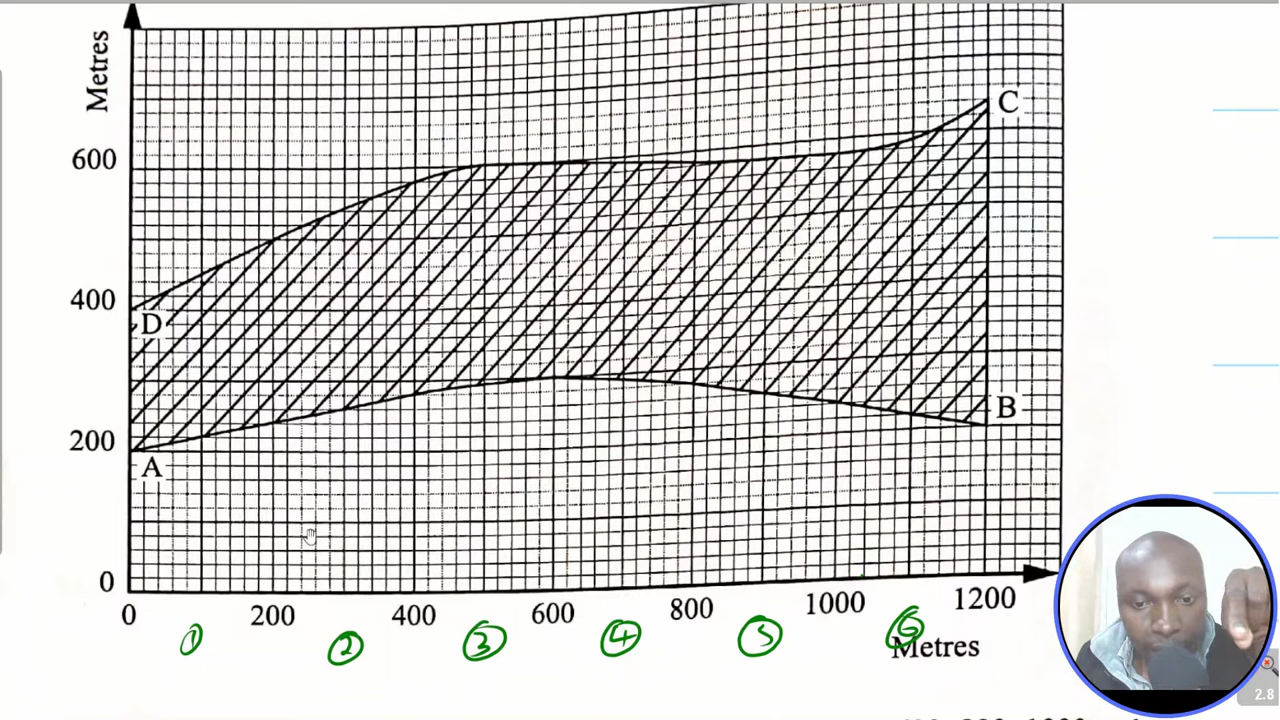 Metres
C
600
400
D
B
200
A
0
0 200 400 600 800 1000 1200
① ② ③ ④ ⑤ ⑥
Metres
2.8